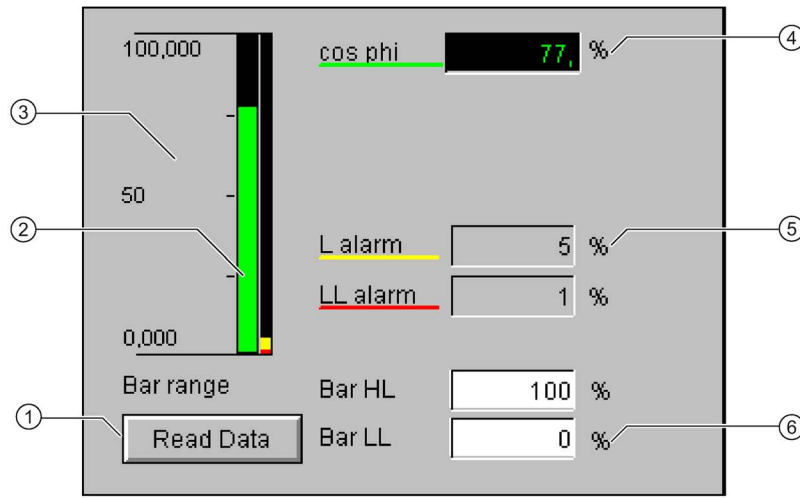 100,000
cos phi
77,
%
④
③
50
②
L alarm
5
%
⑤
LL alarm
1
%
0,000
Bar range
Bar HL
100
%
①
Read Data
Bar LL
0
%
⑥